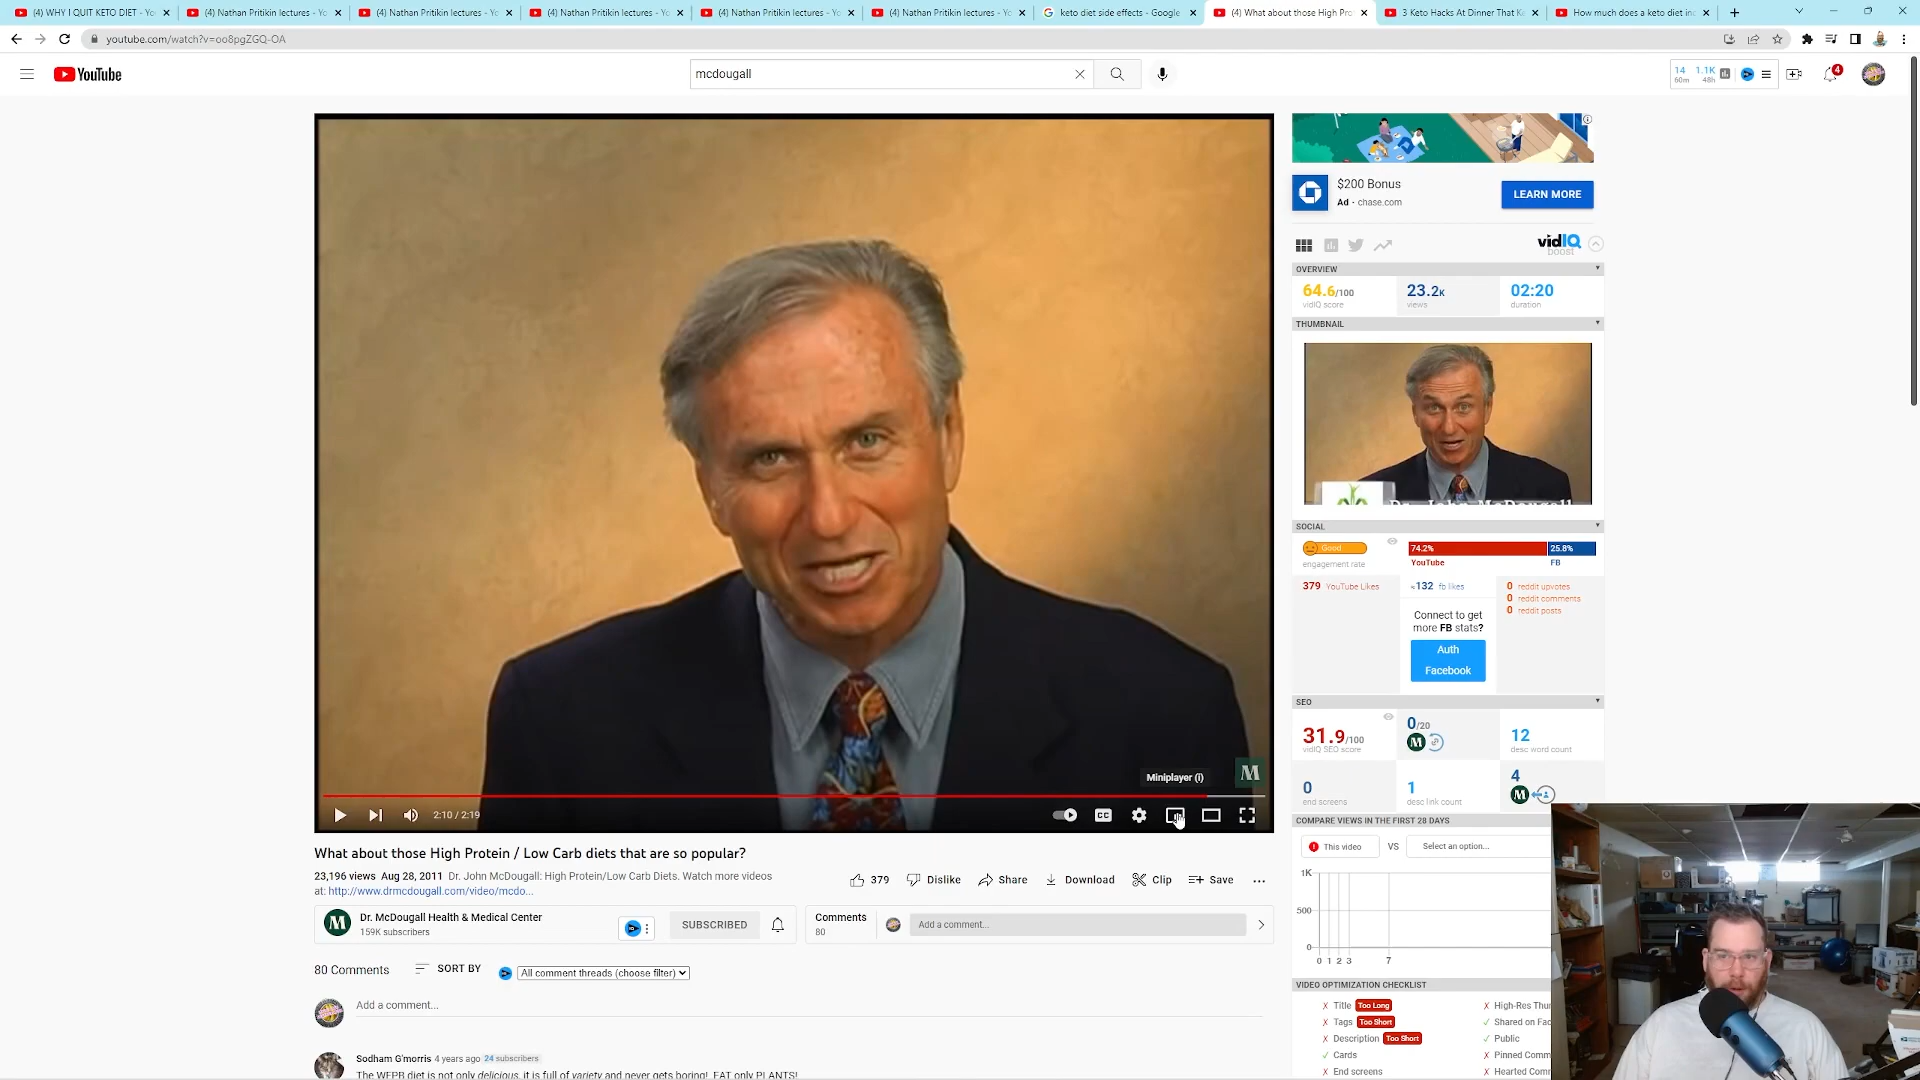 (4) WHY I QUIT KETO DIET - Yo
(4) Nathan Pritikin lectures - Yo
(4) Nathan Pritikin lectures - Yo
(4) Nathan Pritikin lectures - Yo
(4) Nathan Pritikin lectures - Yo
(4) Nathan Pritikin lectures - Yo
keto diet side effects - Google
(4) What about those High Pro
3 Keto Hacks At Dinner That K
How much does a keto diet inc
youtube.com/watch?v=oo8pgZGQ-OA
YouTube
mcdougall
14 1.1K
60m 48h
4
$200 Bonus
Ad · chase.com
LEARN MORE
vidIQ
boost
OVERVIEW
64.6/100 23.2K 02:20
vidIQ score views duration
THUMBNAIL
SOCIAL
Good 74.2% 25.8%
engagement rate YouTube FB
379 YouTube Likes <132 fb likes 0 reddit upvotes
0 reddit comments
0 reddit posts
Connect to get
more FB stats?
Auth
Facebook
SEO
31.9/100 0/20 12
vidIQ SEO score M desc word count
0 1 4
end screens desc link count M
COMPARE VIEWS IN THE FIRST 28 DAYS
This video VS Select an option...
1K
500
0
0 1 2 3 7
VIDEO OPTIMIZATION CHECKLIST
Title Too Long High-Res Thu
Tags Too Short Shared on Fac
Description Too Short Public
Cards Pinned Comm
End screens Hearted Comm
Miniplayer (i)
M
2:10 / 2:19
CC
What about those High Protein / Low Carb diets that are so popular?
23,196 views Aug 28, 2011 Dr. John McDougall: High Protein/Low Carb Diets. Watch more videos
at: http://www.drmcdougall.com/video/mcdo...
379 Dislike Share Download Clip Save ...
M Dr. McDougall Health & Medical Center
159K subscribers
SUBSCRIBED
Comments
80
Add a comment...
80 Comments SORT BY All comment threads (choose filter)
Add a comment...
Sodham G'morris 4 years ago 24 subscribers
The WFPB diet is not only delicious, it is full of variety and never gets boring! EAT only PLANTS!